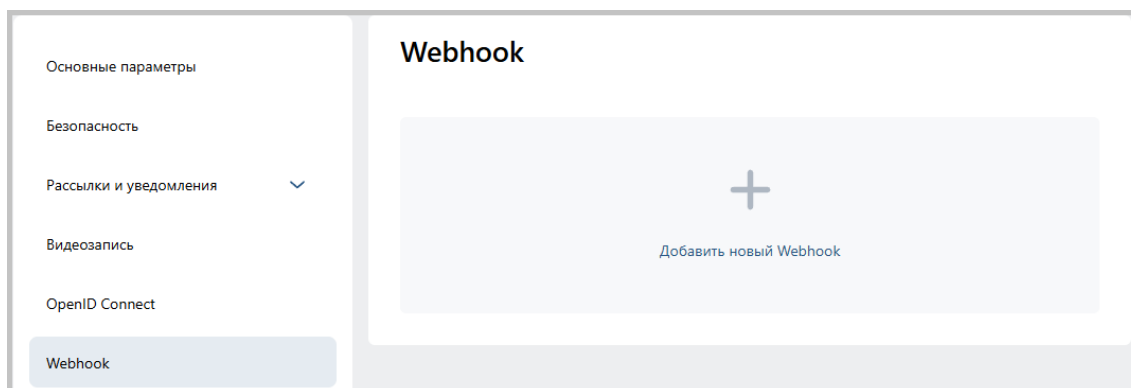 Основные параметры
Безопасность
Рассылки и уведомления
Видеозапись
OpenID Connect
Webhook
Webhook
Добавить новый Webhook